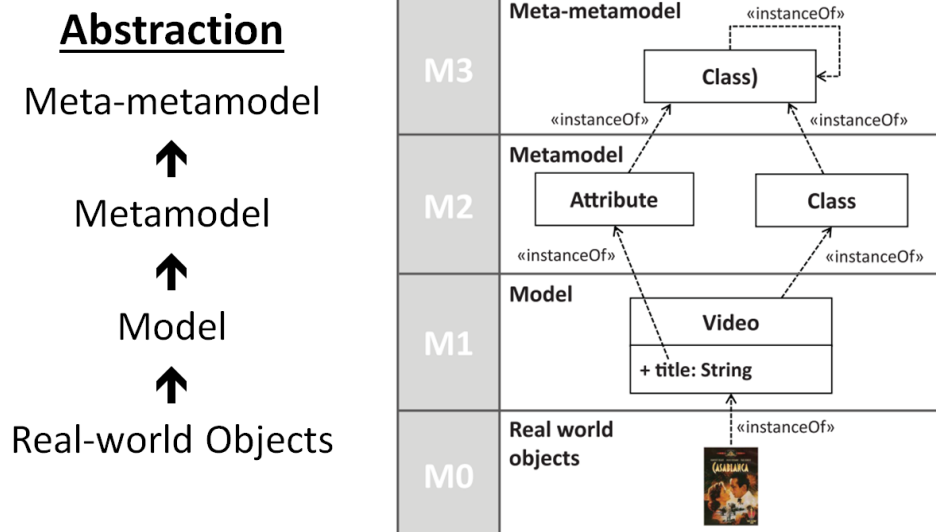 Abstraction
Meta-metamodel
Metamodel
Model
Real-world Objects
M3
Meta-metamodel
«instanceOf»
Class)
«instanceOf»
«instanceOf»
M2
Metamodel
Attribute
Class
«instanceOf»
«instanceOf»
M1
Model
Video
+ title: String
M0
Real world
objects
«instanceOf»
CASABLANCA